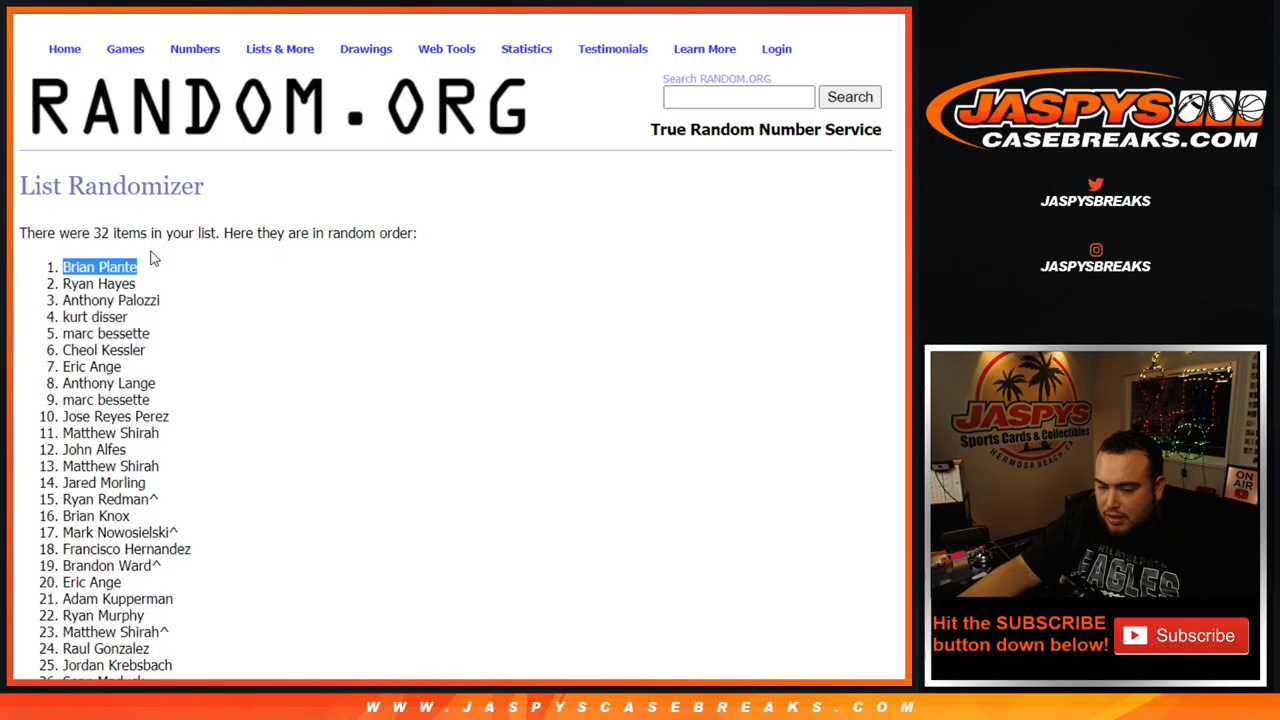 Home Games Numbers Lists & More Drawings Web Tools Statistics Testimonials Learn More Login
RANDOM.ORG
Search RANDOM.ORG
Search
True Random Number Service
List Randomizer
There were 32 items in your list. Here they are in random order:
1. Brian Plante
2. Ryan Hayes
3. Anthony Palozzi
4. kurt disser
5. marc bessette
6. Cheol Kessler
7. Eric Ange
8. Anthony Lange
9. marc bessette
10. Jose Reyes Perez
11. Matthew Shirah
12. John Alfes
13. Matthew Shirah
14. Jared Morling
15. Ryan Redman^
16. Brian Knox
17. Mark Nowosielski^
18. Francisco Hernandez
19. Brandon Ward^
20. Eric Ange
21. Adam Kupperman
22. Ryan Murphy
23. Matthew Shirah^
24. Raul Gonzalez
25. Jordan Krebsbach
JASPYS
CASEBREAKS.COM
JASPYSBREAKS
JASPYSBREAKS
JASPYS
Sports Cards & Collectibles
HERMOSA BEACH, CA
ON AIR
PHILADELPHIA
EAGLES
Hit the SUBSCRIBE
button down below!
Subscribe
WWW.JASPYSCASEBREAKS.COM